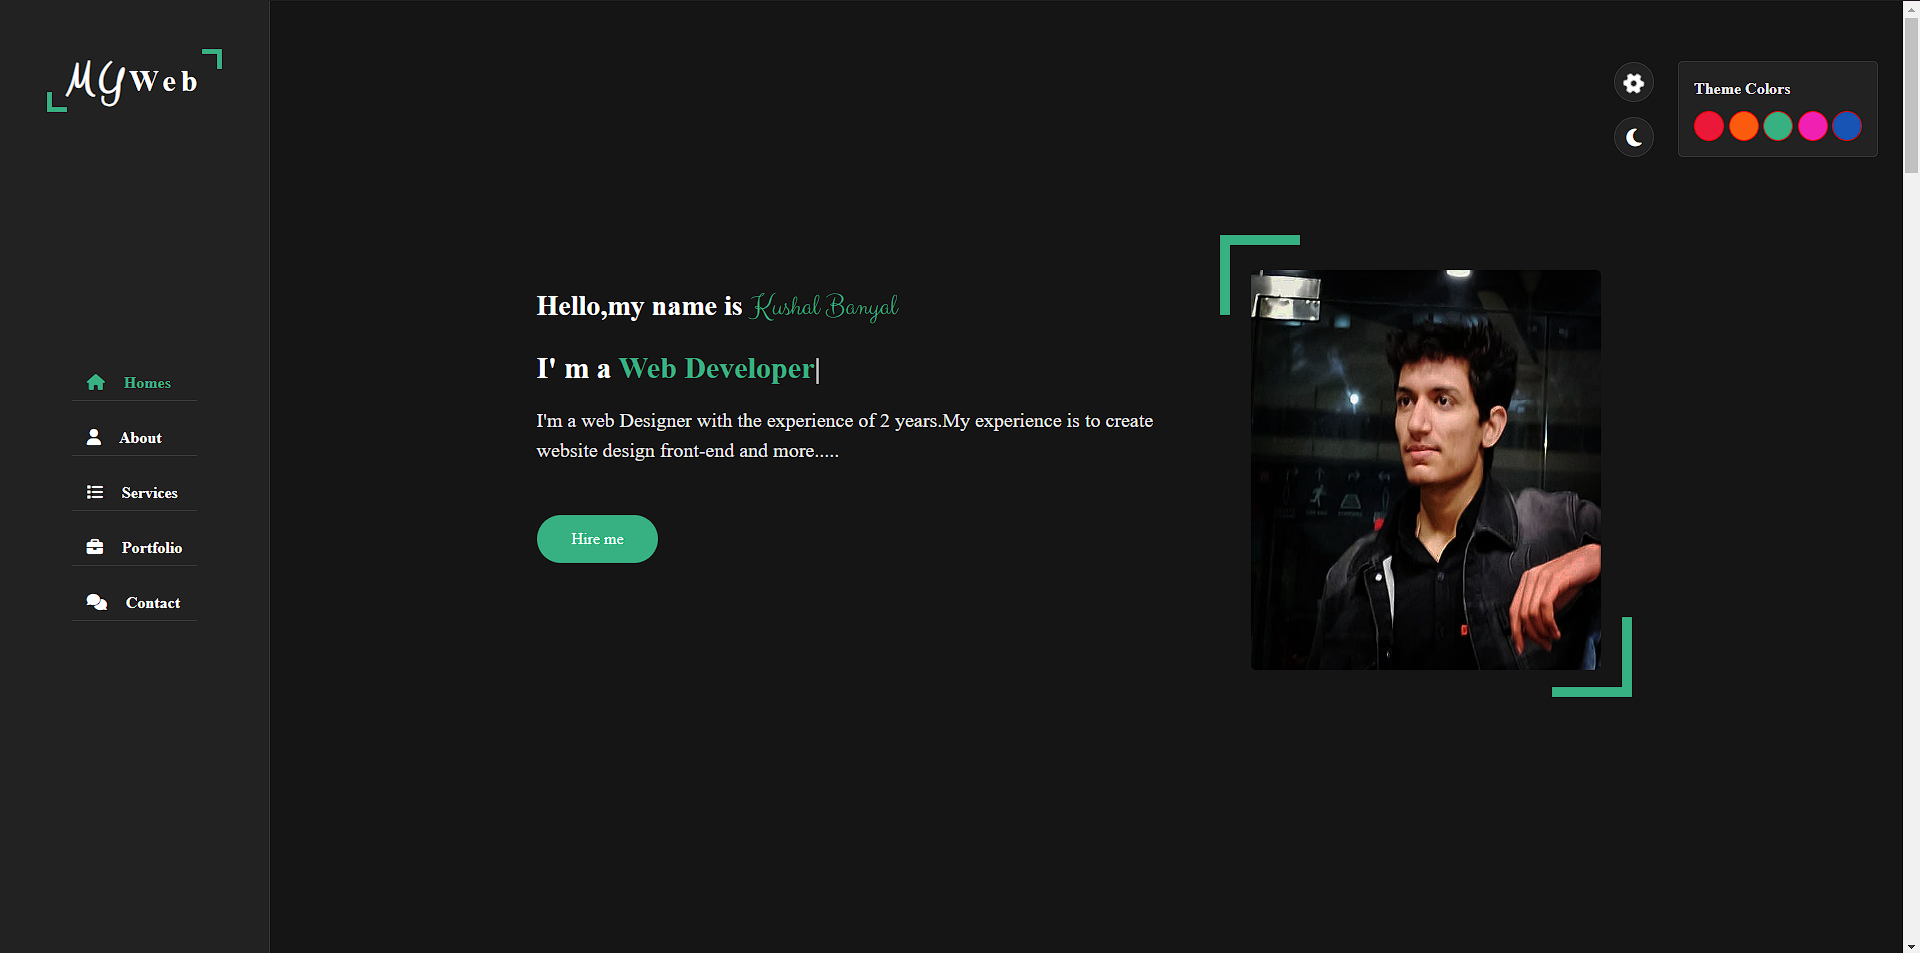 MYWeb
Homes
About
Services
Portfolio
Contact
Theme Colors
Hello,my name is Kushal Banyal
I' m a Web Developer|
I'm a web Designer with the experience of 2 years.My experience is to create
website design front-end and more.....
Hire me